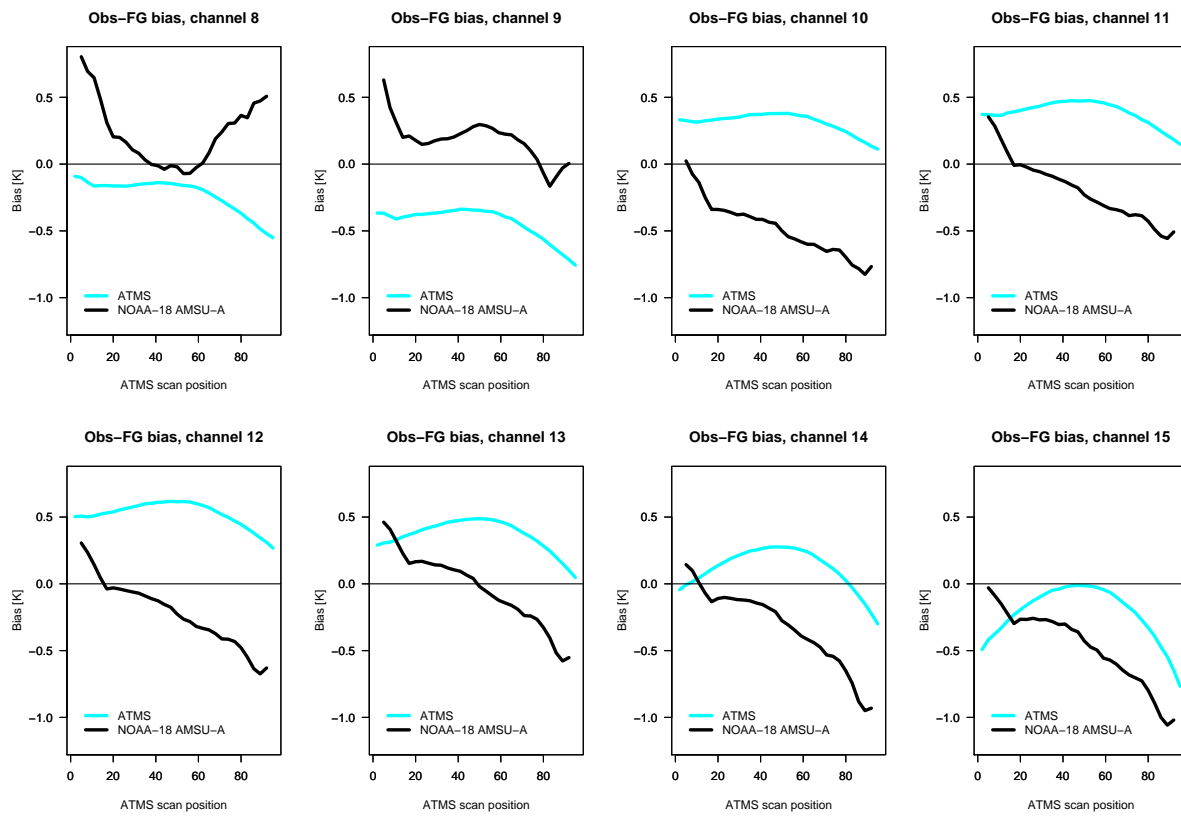 Obs−FG bias, channel 8
Bias [K]
0.5
0.0
−0.5
−1.0
ATMS
NOAA−18 AMSU−A
0 20 40 60 80
ATMS scan position
Obs−FG bias, channel 9
Bias [K]
0.5
0.0
−0.5
−1.0
ATMS
NOAA−18 AMSU−A
0 20 40 60 80
ATMS scan position
Obs−FG bias, channel 10
Bias [K]
0.5
0.0
−0.5
−1.0
ATMS
NOAA−18 AMSU−A
0 20 40 60 80
ATMS scan position
Obs−FG bias, channel 11
Bias [K]
0.5
0.0
−0.5
−1.0
ATMS
NOAA−18 AMSU−A
0 20 40 60 80
ATMS scan position
Obs−FG bias, channel 12
Bias [K]
0.5
0.0
−0.5
−1.0
ATMS
NOAA−18 AMSU−A
0 20 40 60 80
ATMS scan position
Obs−FG bias, channel 13
Bias [K]
0.5
0.0
−0.5
−1.0
ATMS
NOAA−18 AMSU−A
0 20 40 60 80
ATMS scan position
Obs−FG bias, channel 14
Bias [K]
0.5
0.0
−0.5
−1.0
ATMS
NOAA−18 AMSU−A
0 20 40 60 80
ATMS scan position
Obs−FG bias, channel 15
Bias [K]
0.5
0.0
−0.5
−1.0
ATMS
NOAA−18 AMSU−A
0 20 40 60 80
ATMS scan position